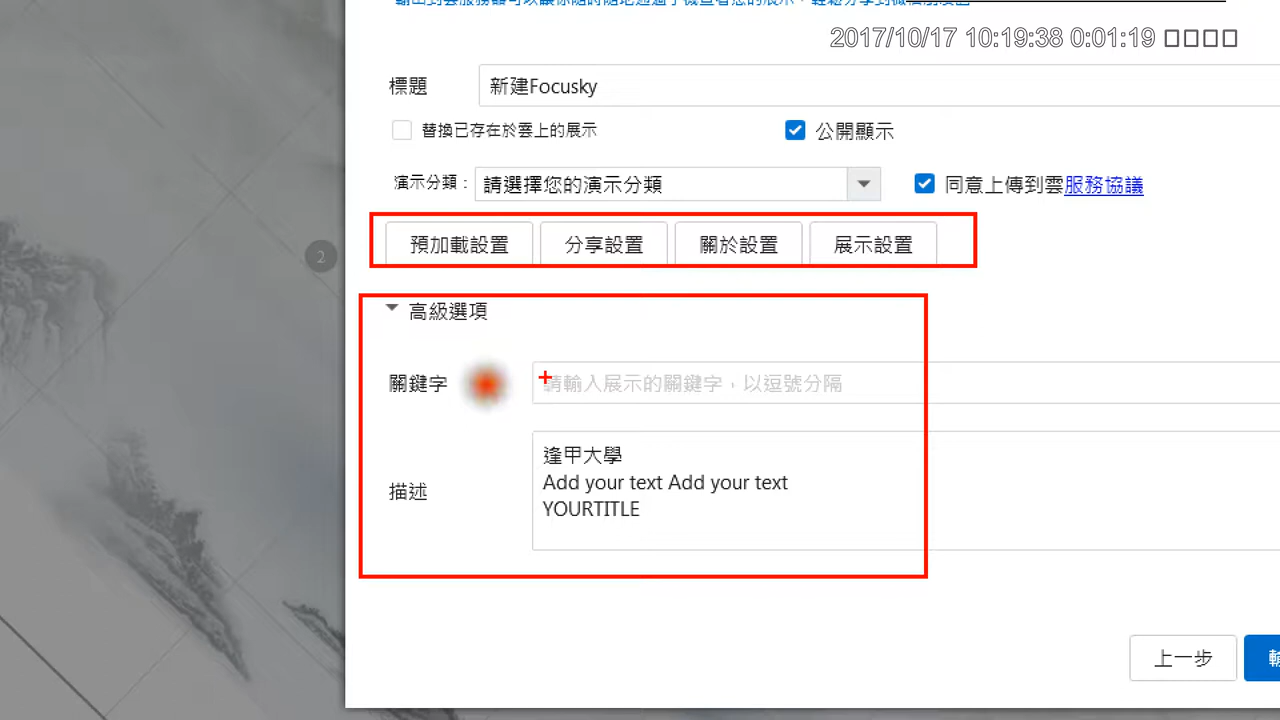 2017/10/17 10:19:38 0:01:19
標題 新建Focusky
替換已存在於雲上的展示 公開顯示
演示分類： 請選擇您的演示分類 同意上傳到雲服務協議
預加載設置 分享設置 關於設置 展示設置
2
高級選項
關鍵字 請輸入展示的關鍵字，以逗號分隔
描述
逢甲大學
Add your text Add your text
YOURTITLE
上一步